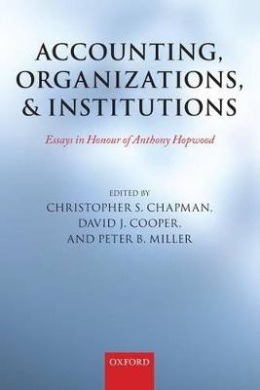 ACCOUNTING,
ORGANIZATIONS,
& INSTITUTIONS
Essays in Honour of Anthony Hopwood
EDITED BY
CHRISTOPHER S. CHAPMAN,
DAVID J. COOPER,
AND PETER B. MILLER
OXFORD